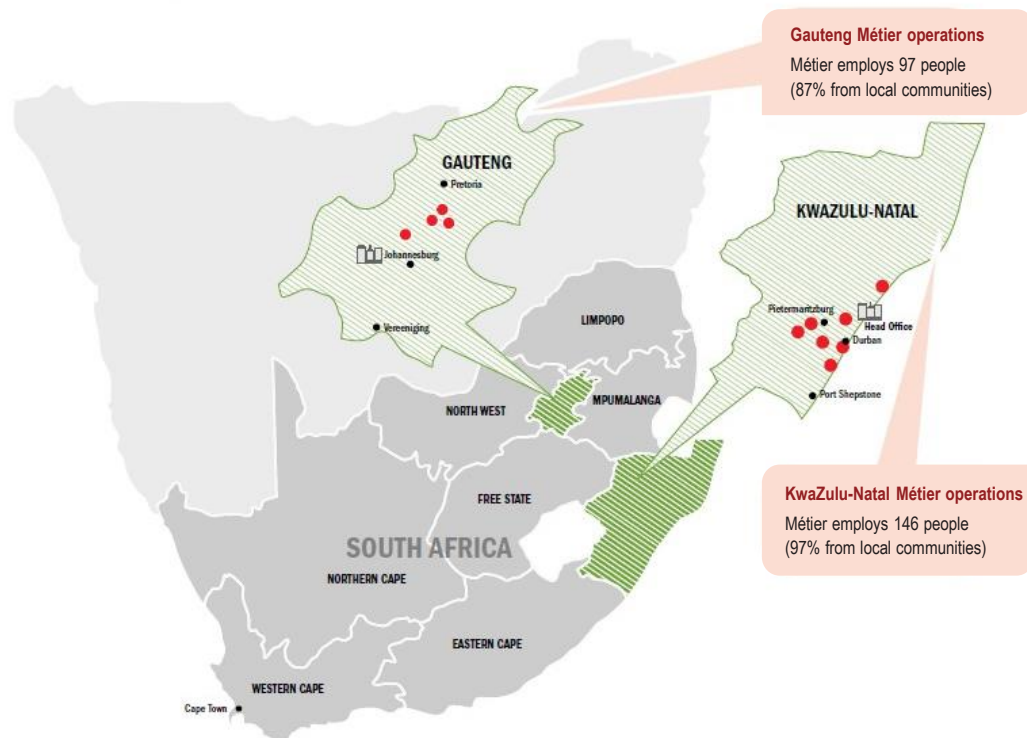 Gauteng Métier operations
Métier employs 97 people
(87% from local communities)
GAUTENG
Pretoria
Johannesburg
Vereeniging
KWAZULU-NATAL
Pietermaritzburg
Head Office
Durban
Port Shepstone
LIMPOPO
NORTH WEST
MPUMALANGA
FREE STATE
KwaZulu-Natal Métier operations
Métier employs 146 people
(97% from local communities)
SOUTH AFRICA
NORTHERN CAPE
EASTERN CAPE
WESTERN CAPE
Cape Town